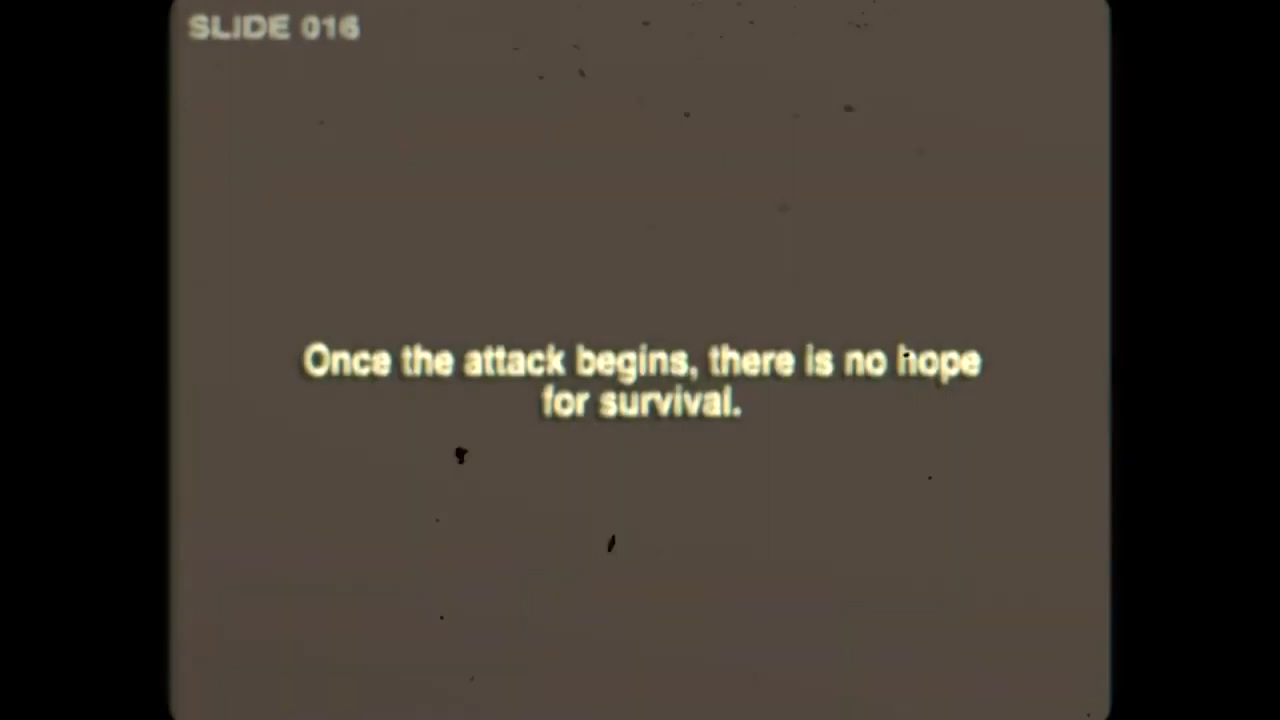 SLIDE 016
Once the attack begins, there is no hope
for survival.